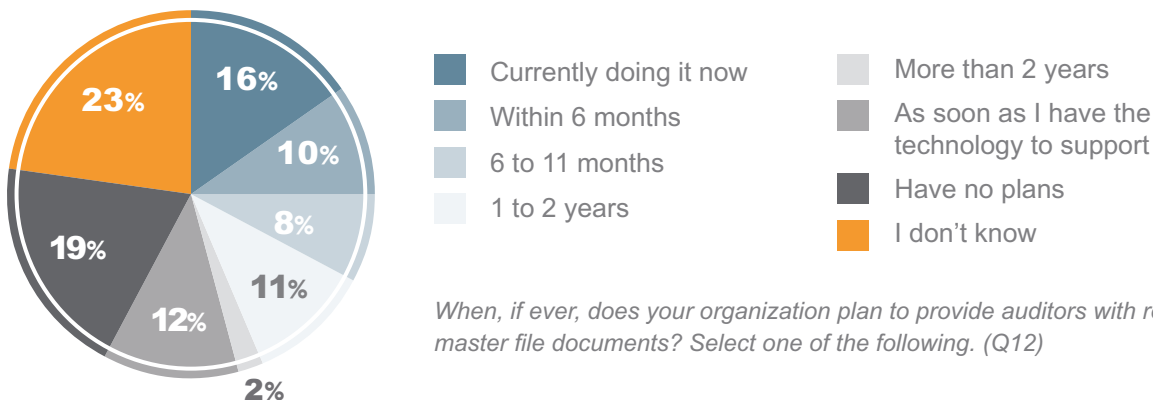 16%
10%
8%
11%
2%
12%
19%
23%
Currently doing it now
Within 6 months
6 to 11 months
1 to 2 years
More than 2 years
As soon as I have the
technology to support
Have no plans
I don’t know
When, if ever, does your organization plan to provide auditors with
master file documents? Select one of the following. (Q12)